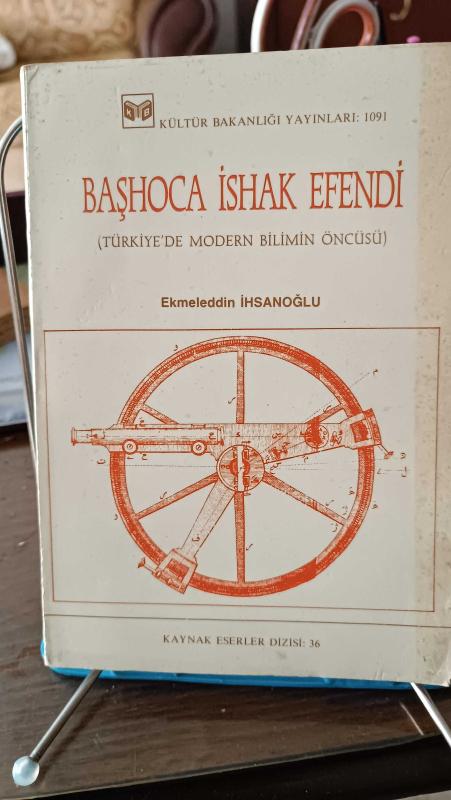 K B
KÜLTÜR BAKANLIĞI YAYINLARI: 1091
BAŞHOCA İSHAK EFENDİ
(TÜRKİYE'DE MODERN BİLİMİN ÖNCÜSÜ)
Ekmeleddin İHSANOĞLU
KAYNAK ESERLER DİZİSİ: 36